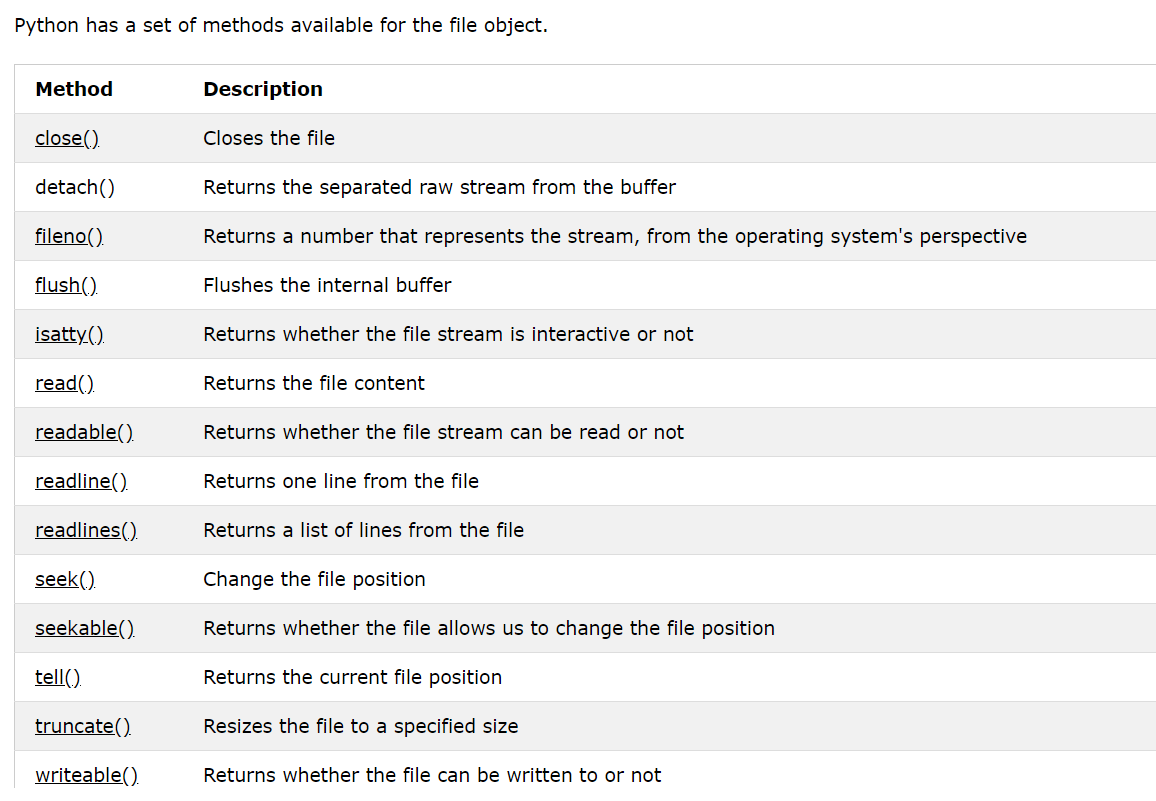 Python has a set of methods available for the file object.
Method Description
close() Closes the file
detach() Returns the separated raw stream from the buffer
fileno() Returns a number that represents the stream, from the operating system's perspective
flush() Flushes the internal buffer
isatty() Returns whether the file stream is interactive or not
read() Returns the file content
readable() Returns whether the file stream can be read or not
readline() Returns one line from the file
readlines() Returns a list of lines from the file
seek() Change the file position
seekable() Returns whether the file allows us to change the file position
tell() Returns the current file position
truncate() Resizes the file to a specified size
writeable() Returns whether the file can be written to or not